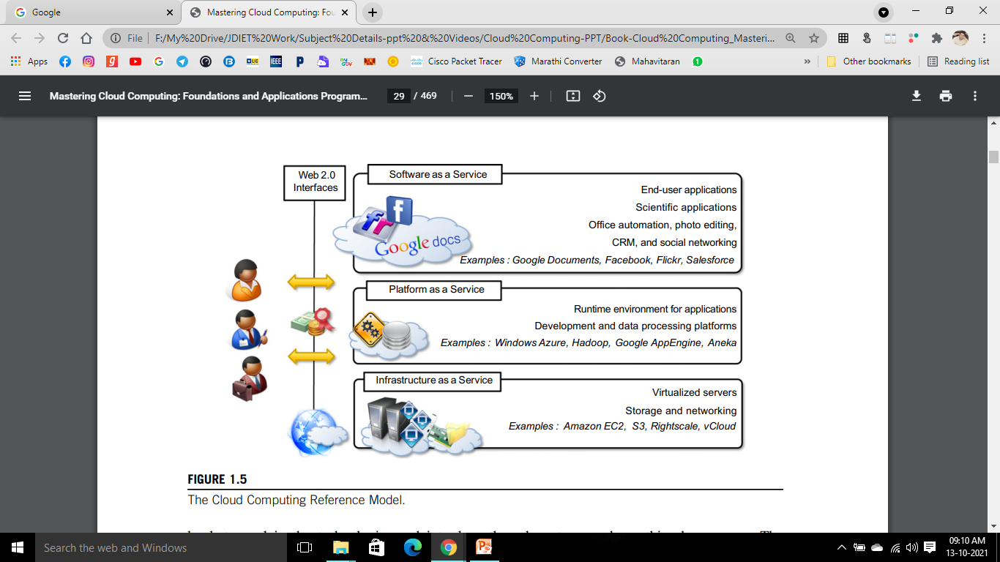 Google
Mastering Cloud Computing: Fou
File
F:/My%20Drive/JDIET%20Work/Subject%20Details-ppt%20&%20Videos/Cloud%20Computing-PPT/Book-Cloud%20Computing_Masteri...
Apps
LIC
IEEE
Cisco Packet Tracer
Marathi Converter
Mahavitaran
1
»
Other bookmarks
Reading list
Mastering Cloud Computing: Foundations and Applications Program...
29 / 469
150%
Web 2.0
Interfaces
Software as a Service
End-user applications
Scientific applications
Office automation, photo editing,
CRM, and social networking
Examples : Google Documents, Facebook, Flickr, Salesforce
f
fr
Google docs
Platform as a Service
Runtime environment for applications
Development and data processing platforms
Examples : Windows Azure, Hadoop, Google AppEngine, Aneka
Infrastructure as a Service
Virtualized servers
Storage and networking
Examples : Amazon EC2, S3, Rightscale, vCloud
FIGURE 1.5
The Cloud Computing Reference Model.
Search the web and Windows
09:10 AM
13-10-2021